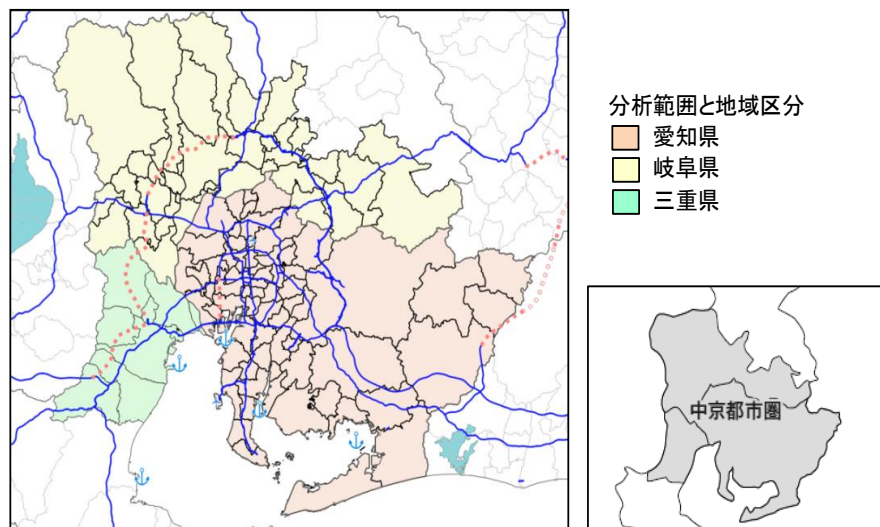 分析範囲と地域区分
愛知県
岐阜県
三重県
中京都市圏